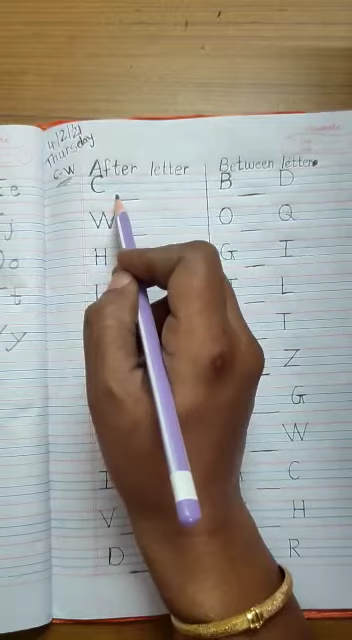 4/2/21
Thursday
C.W After letter Between letter
C _ B _ D
W _ O _ Q
H G _ I
_ L
_ T
_ Z
G
_ W
I _ C
V H
D _ R
e
j
o
t
y